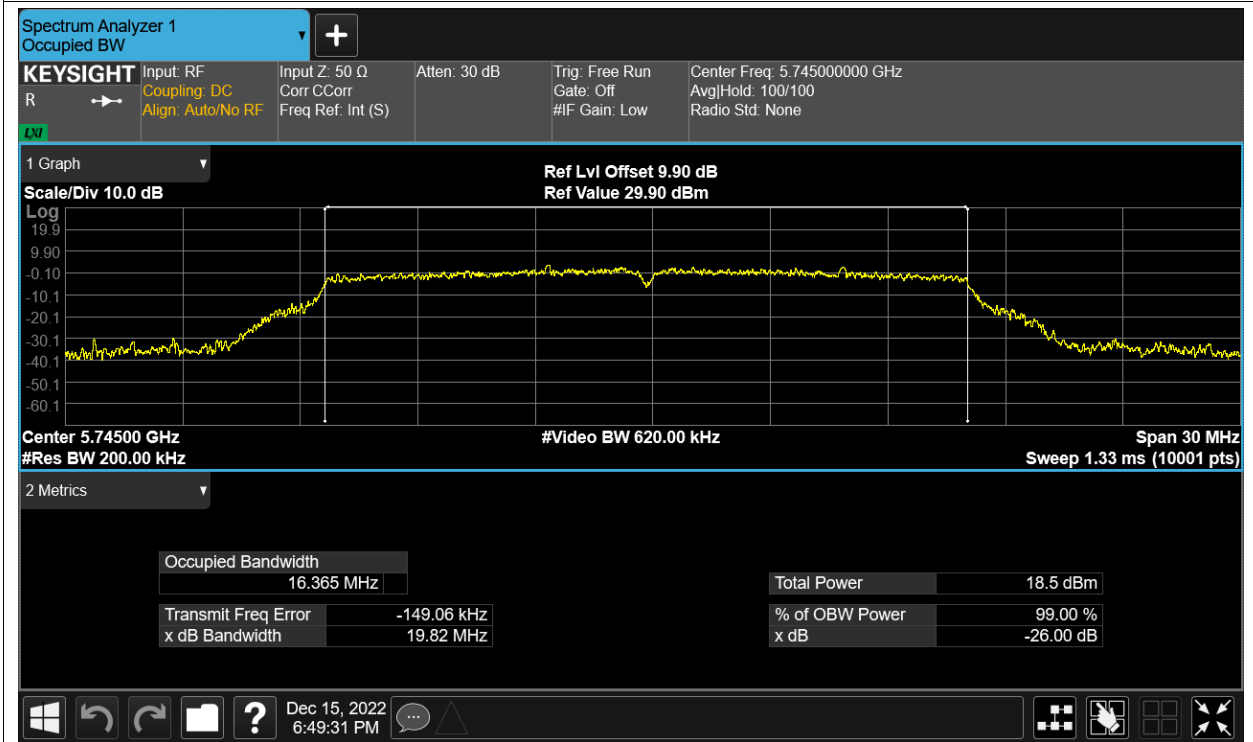 Spectrum Analyzer 1
Occupied BW
KEYSIGHT
R
LXI
Input: RF
Coupling: DC
Align: Auto/No RF
Input Z: 50 Ω
Corr CCorr
Freq Ref: Int (S)
Atten: 30 dB
Trig: Free Run
Gate: Off
#IF Gain: Low
Center Freq: 5.745000000 GHz
Avg|Hold: 100/100
Radio Std: None
1 Graph
Scale/Div 10.0 dB
Ref Lvl Offset 9.90 dB
Ref Value 29.90 dBm
Log
19.9
9.90
-0.10
-10.1
-20.1
-30.1
-40.1
-50.1
-60.1
Center 5.74500 GHz
#Res BW 200.00 kHz
#Video BW 620.00 kHz
Span 30 MHz
Sweep 1.33 ms (10001 pts)
2 Metrics
Occupied Bandwidth
16.365 MHz
Transmit Freq Error -149.06 kHz
x dB Bandwidth 19.82 MHz
Total Power 18.5 dBm
% of OBW Power 99.00 %
x dB -26.00 dB
?
Dec 15, 2022
6:49:31 PM